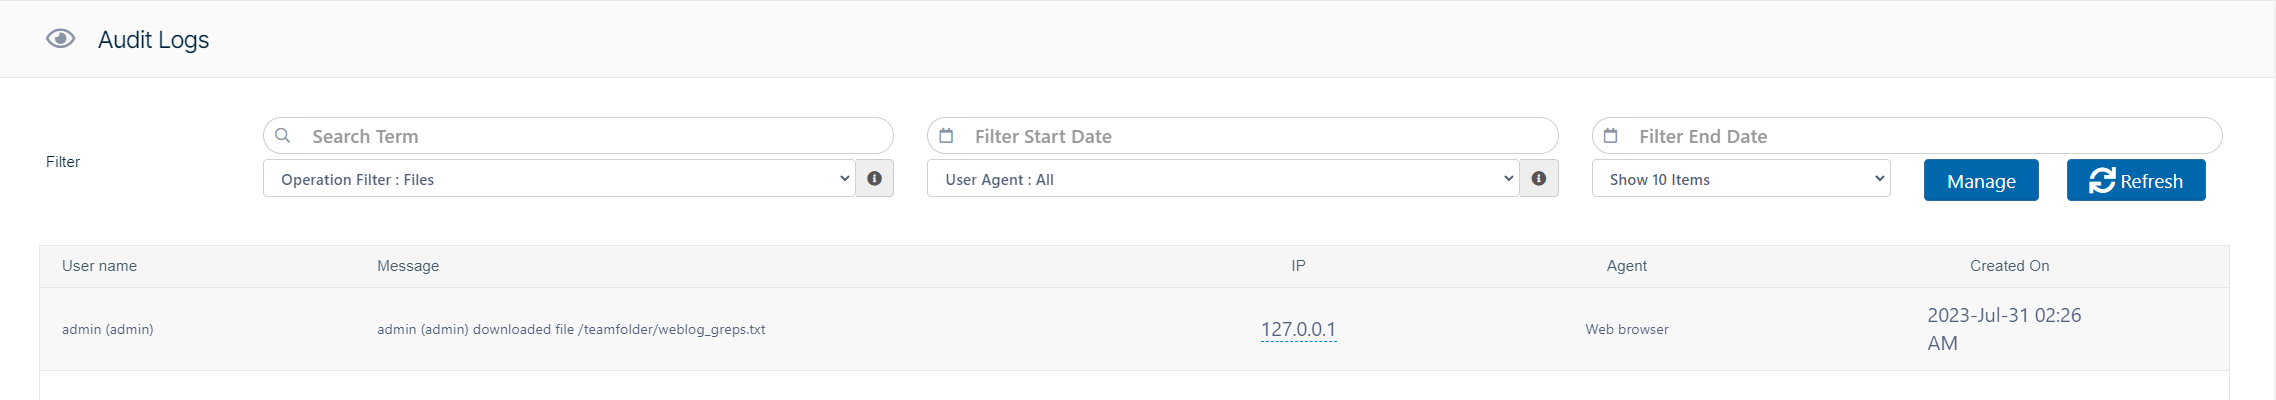 Audit Logs
Search Term
Filter Start Date
Filter End Date
Filter
Operation Filter : Files
User Agent : All
Show 10 Items
Manage
Refresh
User name Message IP Agent Created On
admin (admin) admin (admin) downloaded file /teamfolder/weblog_greps.txt 127.0.0.1 Web browser 2023-Jul-31 02:26
AM